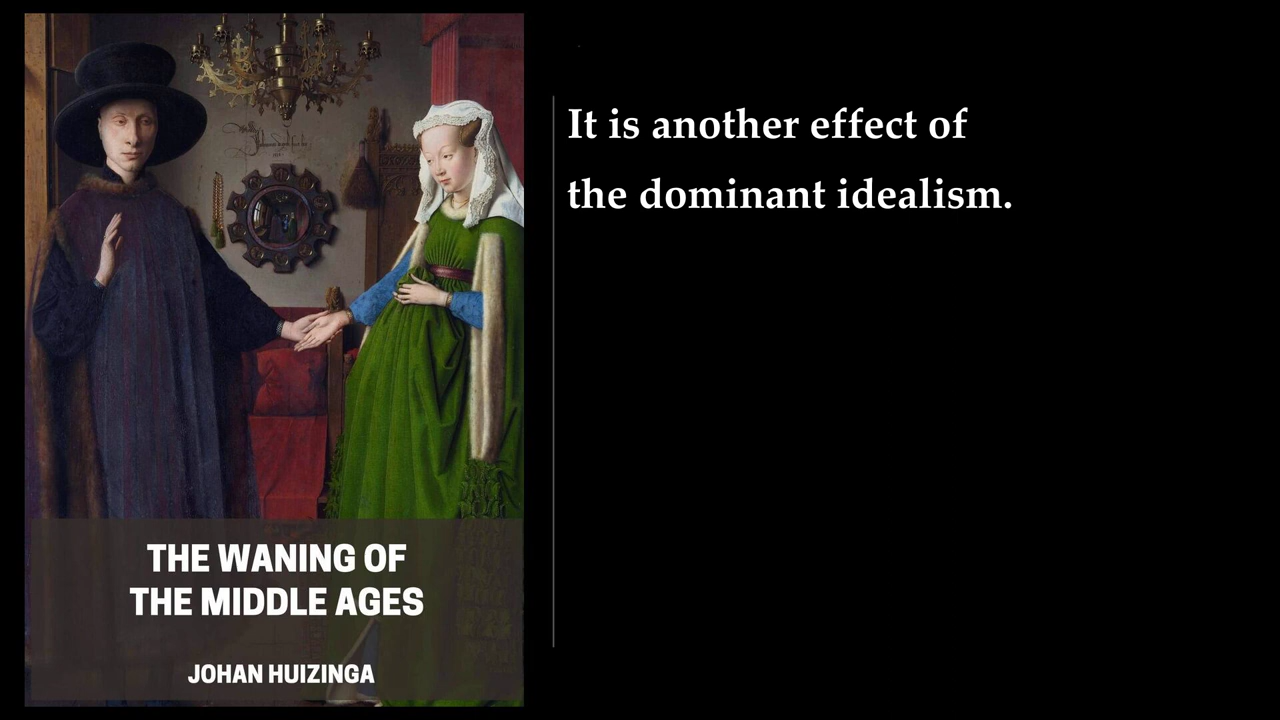 It is another effect of
the dominant idealism.
THE WANING OF
THE MIDDLE AGES
JOHAN HUIZINGA